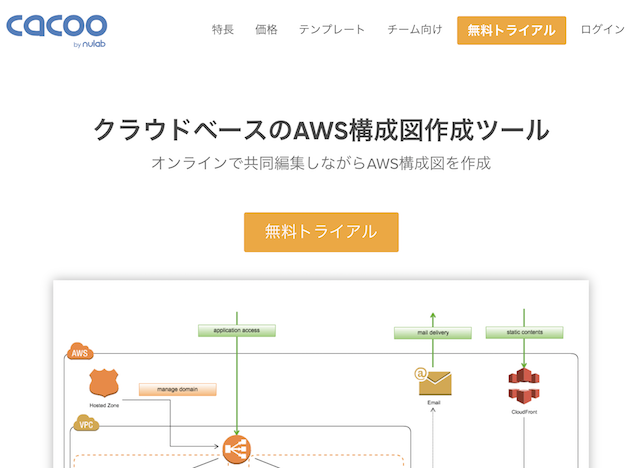 cacoo
by nulab
特長 価格 テンプレート チーム向け 無料トライアル ログイン
クラウドベースのAWS構成図作成ツール
オンラインで共同編集しながらAWS構成図を作成
無料トライアル
application access
mail delivery
static contents
AWS
Hosted Zone
manage domain
@
Email
CloudFront
VPC